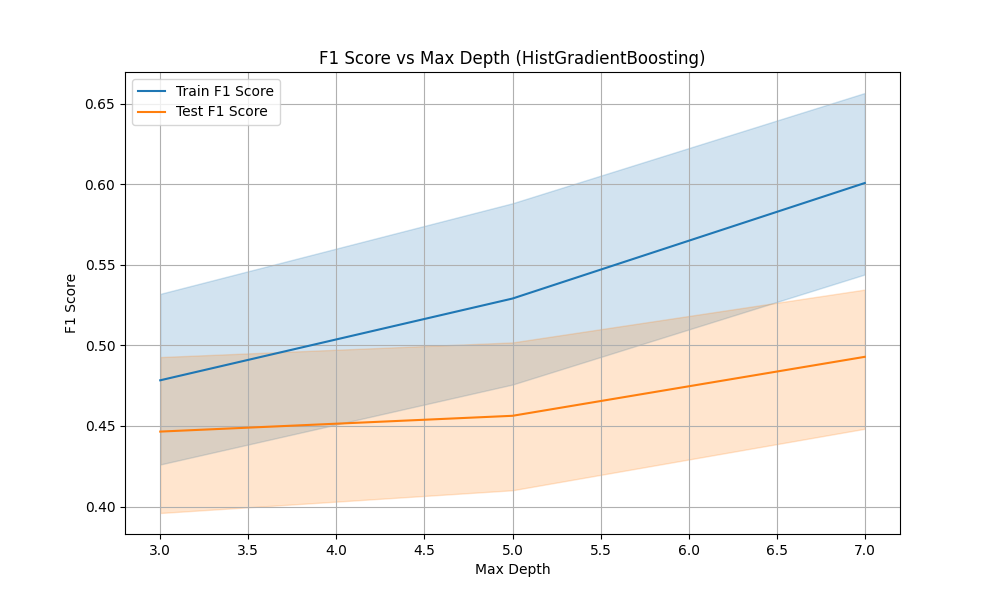 F1 Score vs Max Depth (HistGradientBoosting)
Train F1 Score
Test F1 Score
F1 Score
0.65
0.60
0.55
0.50
0.45
0.40
3.0 3.5 4.0 4.5 5.0 5.5 6.0 6.5 7.0
Max Depth